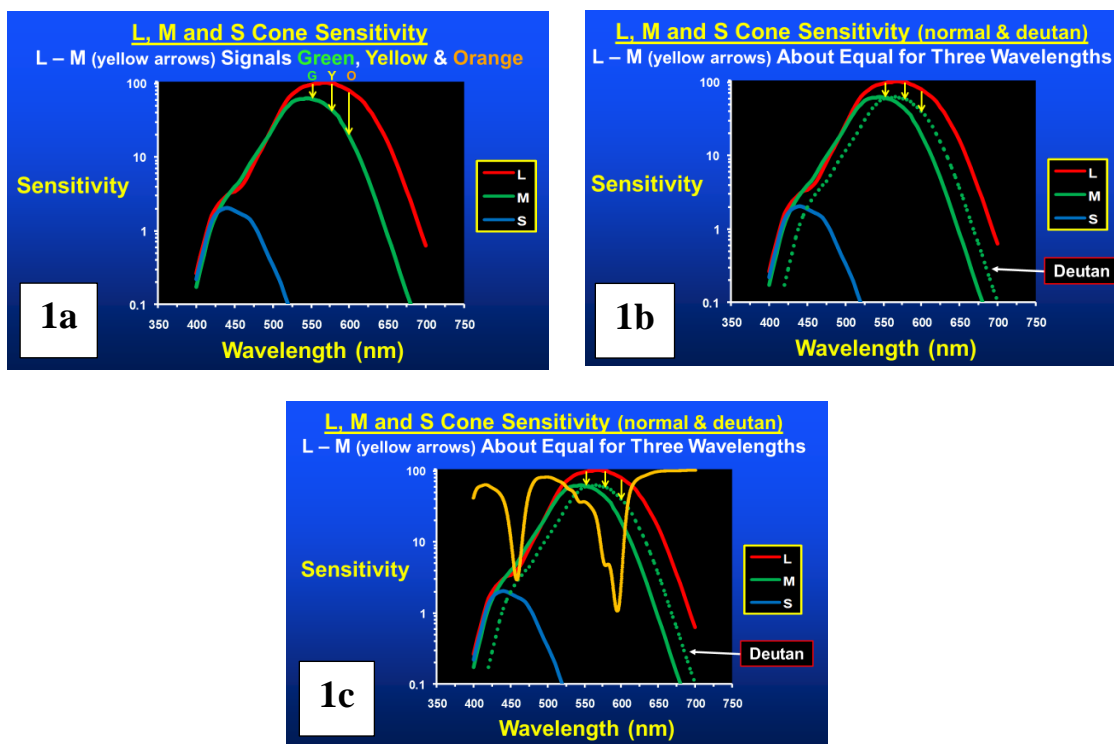 L, M and S Cone Sensitivity
L – M (yellow arrows) Signals Green, Yellow & Orange
G Y O
100
10
1
0.1
Sensitivity
L
M
S
350 400 450 500 550 600 650 700 750
Wavelength (nm)
1a
L, M and S Cone Sensitivity (normal & deutan)
L – M (yellow arrows) About Equal for Three Wavelengths
100
10
1
0.1
Sensitivity
L
M
S
Deutan
350 400 450 500 550 600 650 700 750
Wavelength (nm)
1b
L, M and S Cone Sensitivity (normal & deutan)
L – M (yellow arrows) About Equal for Three Wavelengths
100
10
1
0.1
Sensitivity
L
M
S
Deutan
350 400 450 500 550 600 650 700 750
Wavelength (nm)
1c